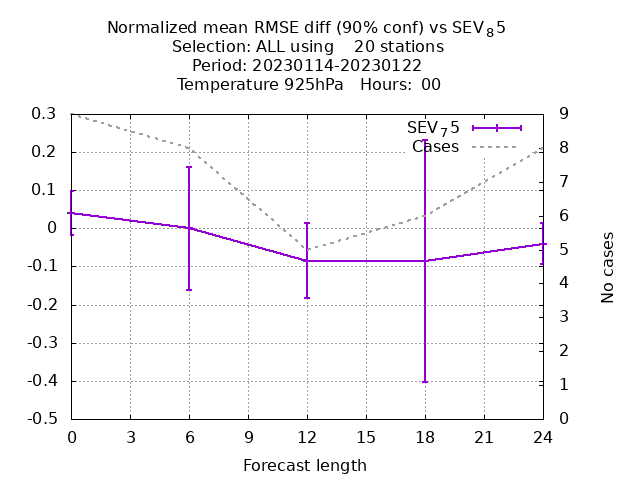 Normalized mean RMSE diff (90% conf) vs SEV₈5
Selection: ALL using    20 stations
Period: 20230114-20230122
Temperature 925hPa   Hours: 00
SEV₇5
Cases
0.3
0.2
0.1
0
-0.1
-0.2
-0.3
-0.4
-0.5
9
8
7
6
5
4
3
2
1
0
No cases
0 3 6 9 12 15 18 21 24
Forecast length